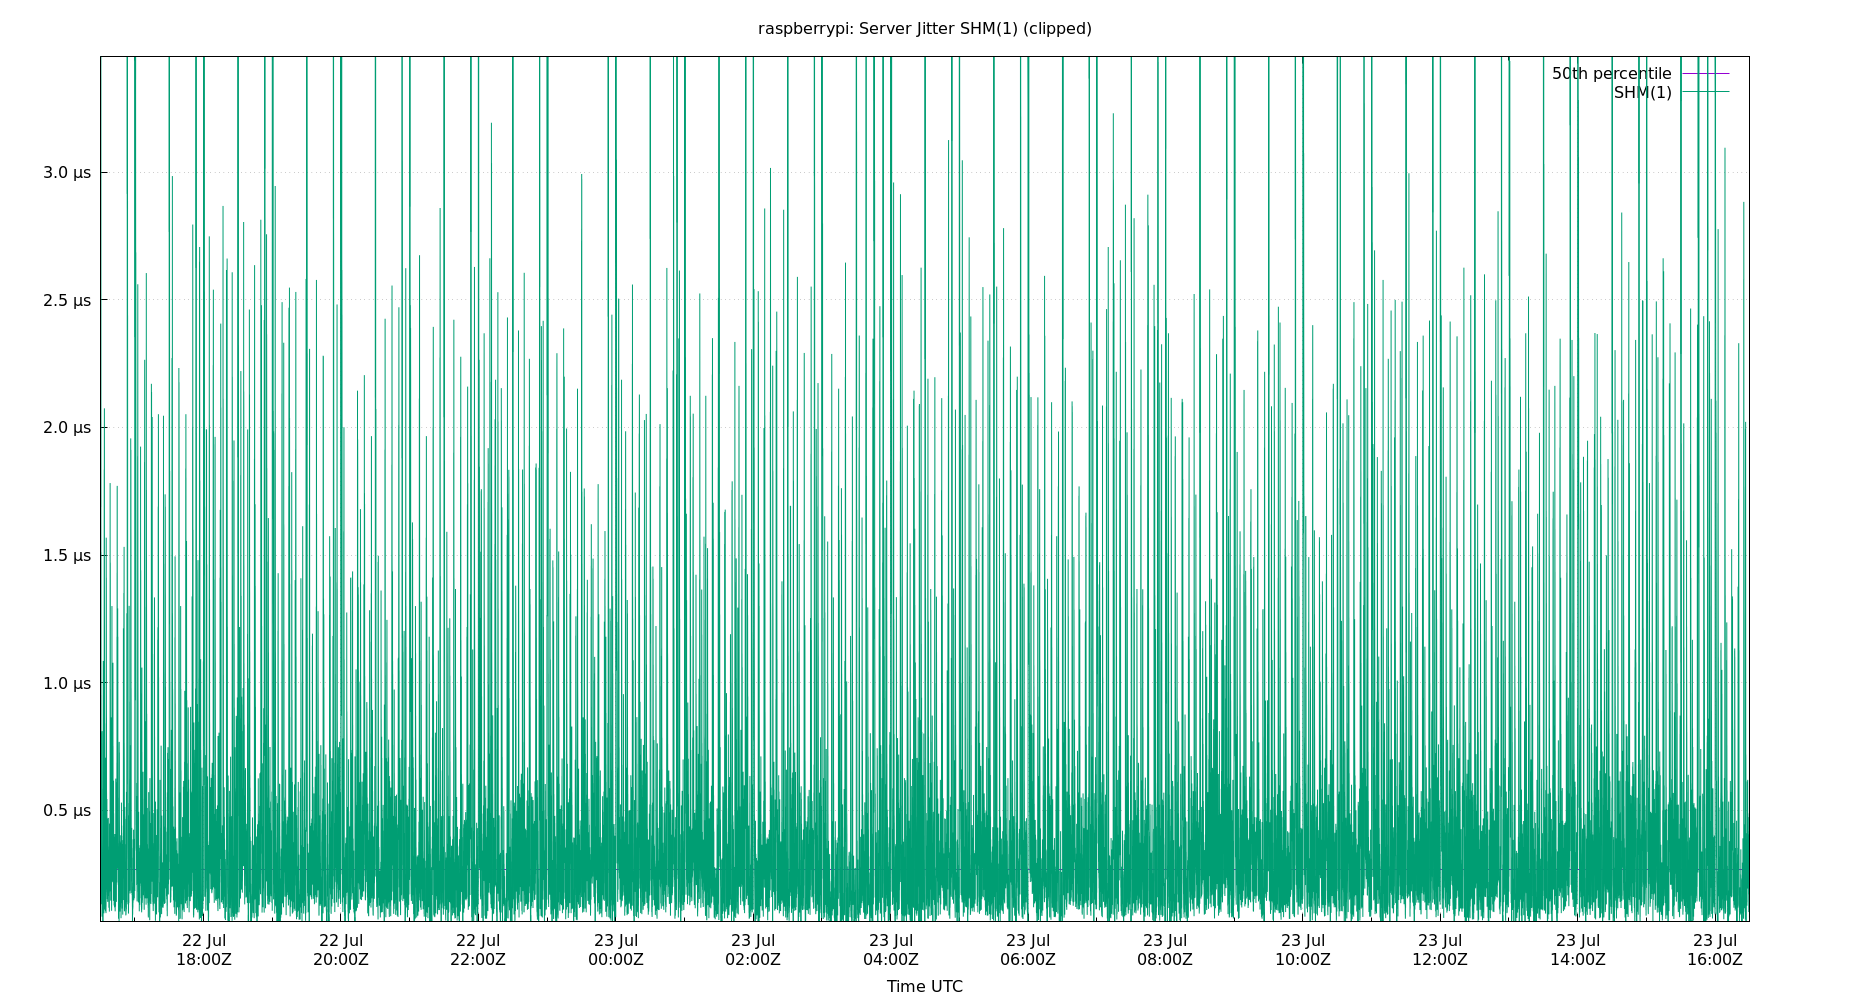 raspberrypi: Server Jitter SHM(1) (clipped)
50th percentile
SHM(1)
3.0 µs
2.5 µs
2.0 µs
1.5 µs
1.0 µs
0.5 µs
22 Jul 22 Jul 22 Jul 23 Jul 23 Jul 23 Jul 23 Jul 23 Jul 23 Jul 23 Jul 23 Jul 23 Jul
18:00Z 20:00Z 22:00Z 00:00Z 02:00Z 04:00Z 06:00Z 08:00Z 10:00Z 12:00Z 14:00Z 16:00Z
Time UTC